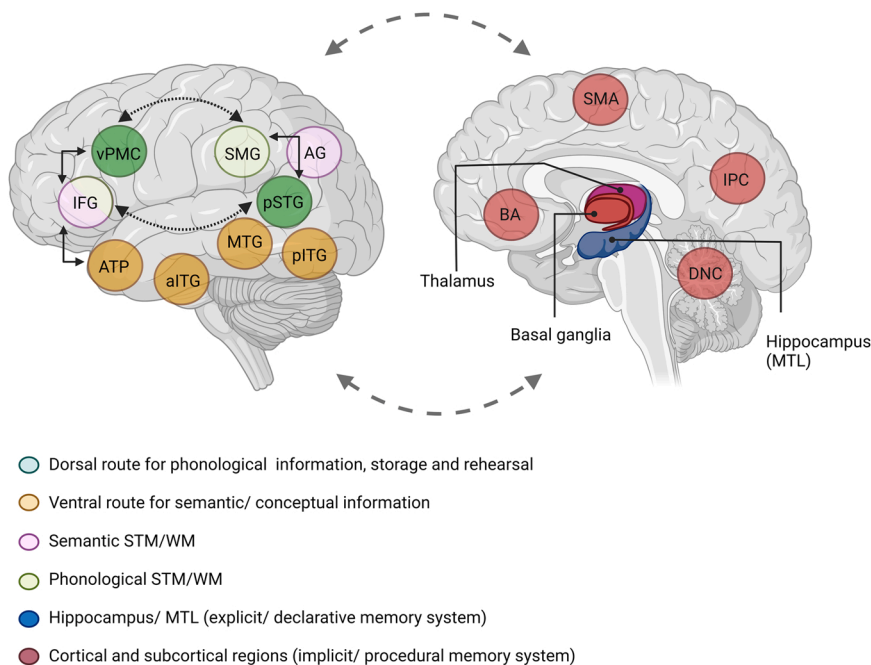 SMA
vPMC
SMG
AG
IPC
IFG
pSTG
BA
MTG
pITG
ATP
aITG
DNC
Thalamus
Basal ganglia
Hippocampus
(MTL)
Dorsal route for phonological information, storage and rehearsal
Ventral route for semantic/ conceptual information
Semantic STM/WM
Phonological STM/WM
Hippocampus/ MTL (explicit/ declarative memory system)
Cortical and subcortical regions (implicit/ procedural memory system)